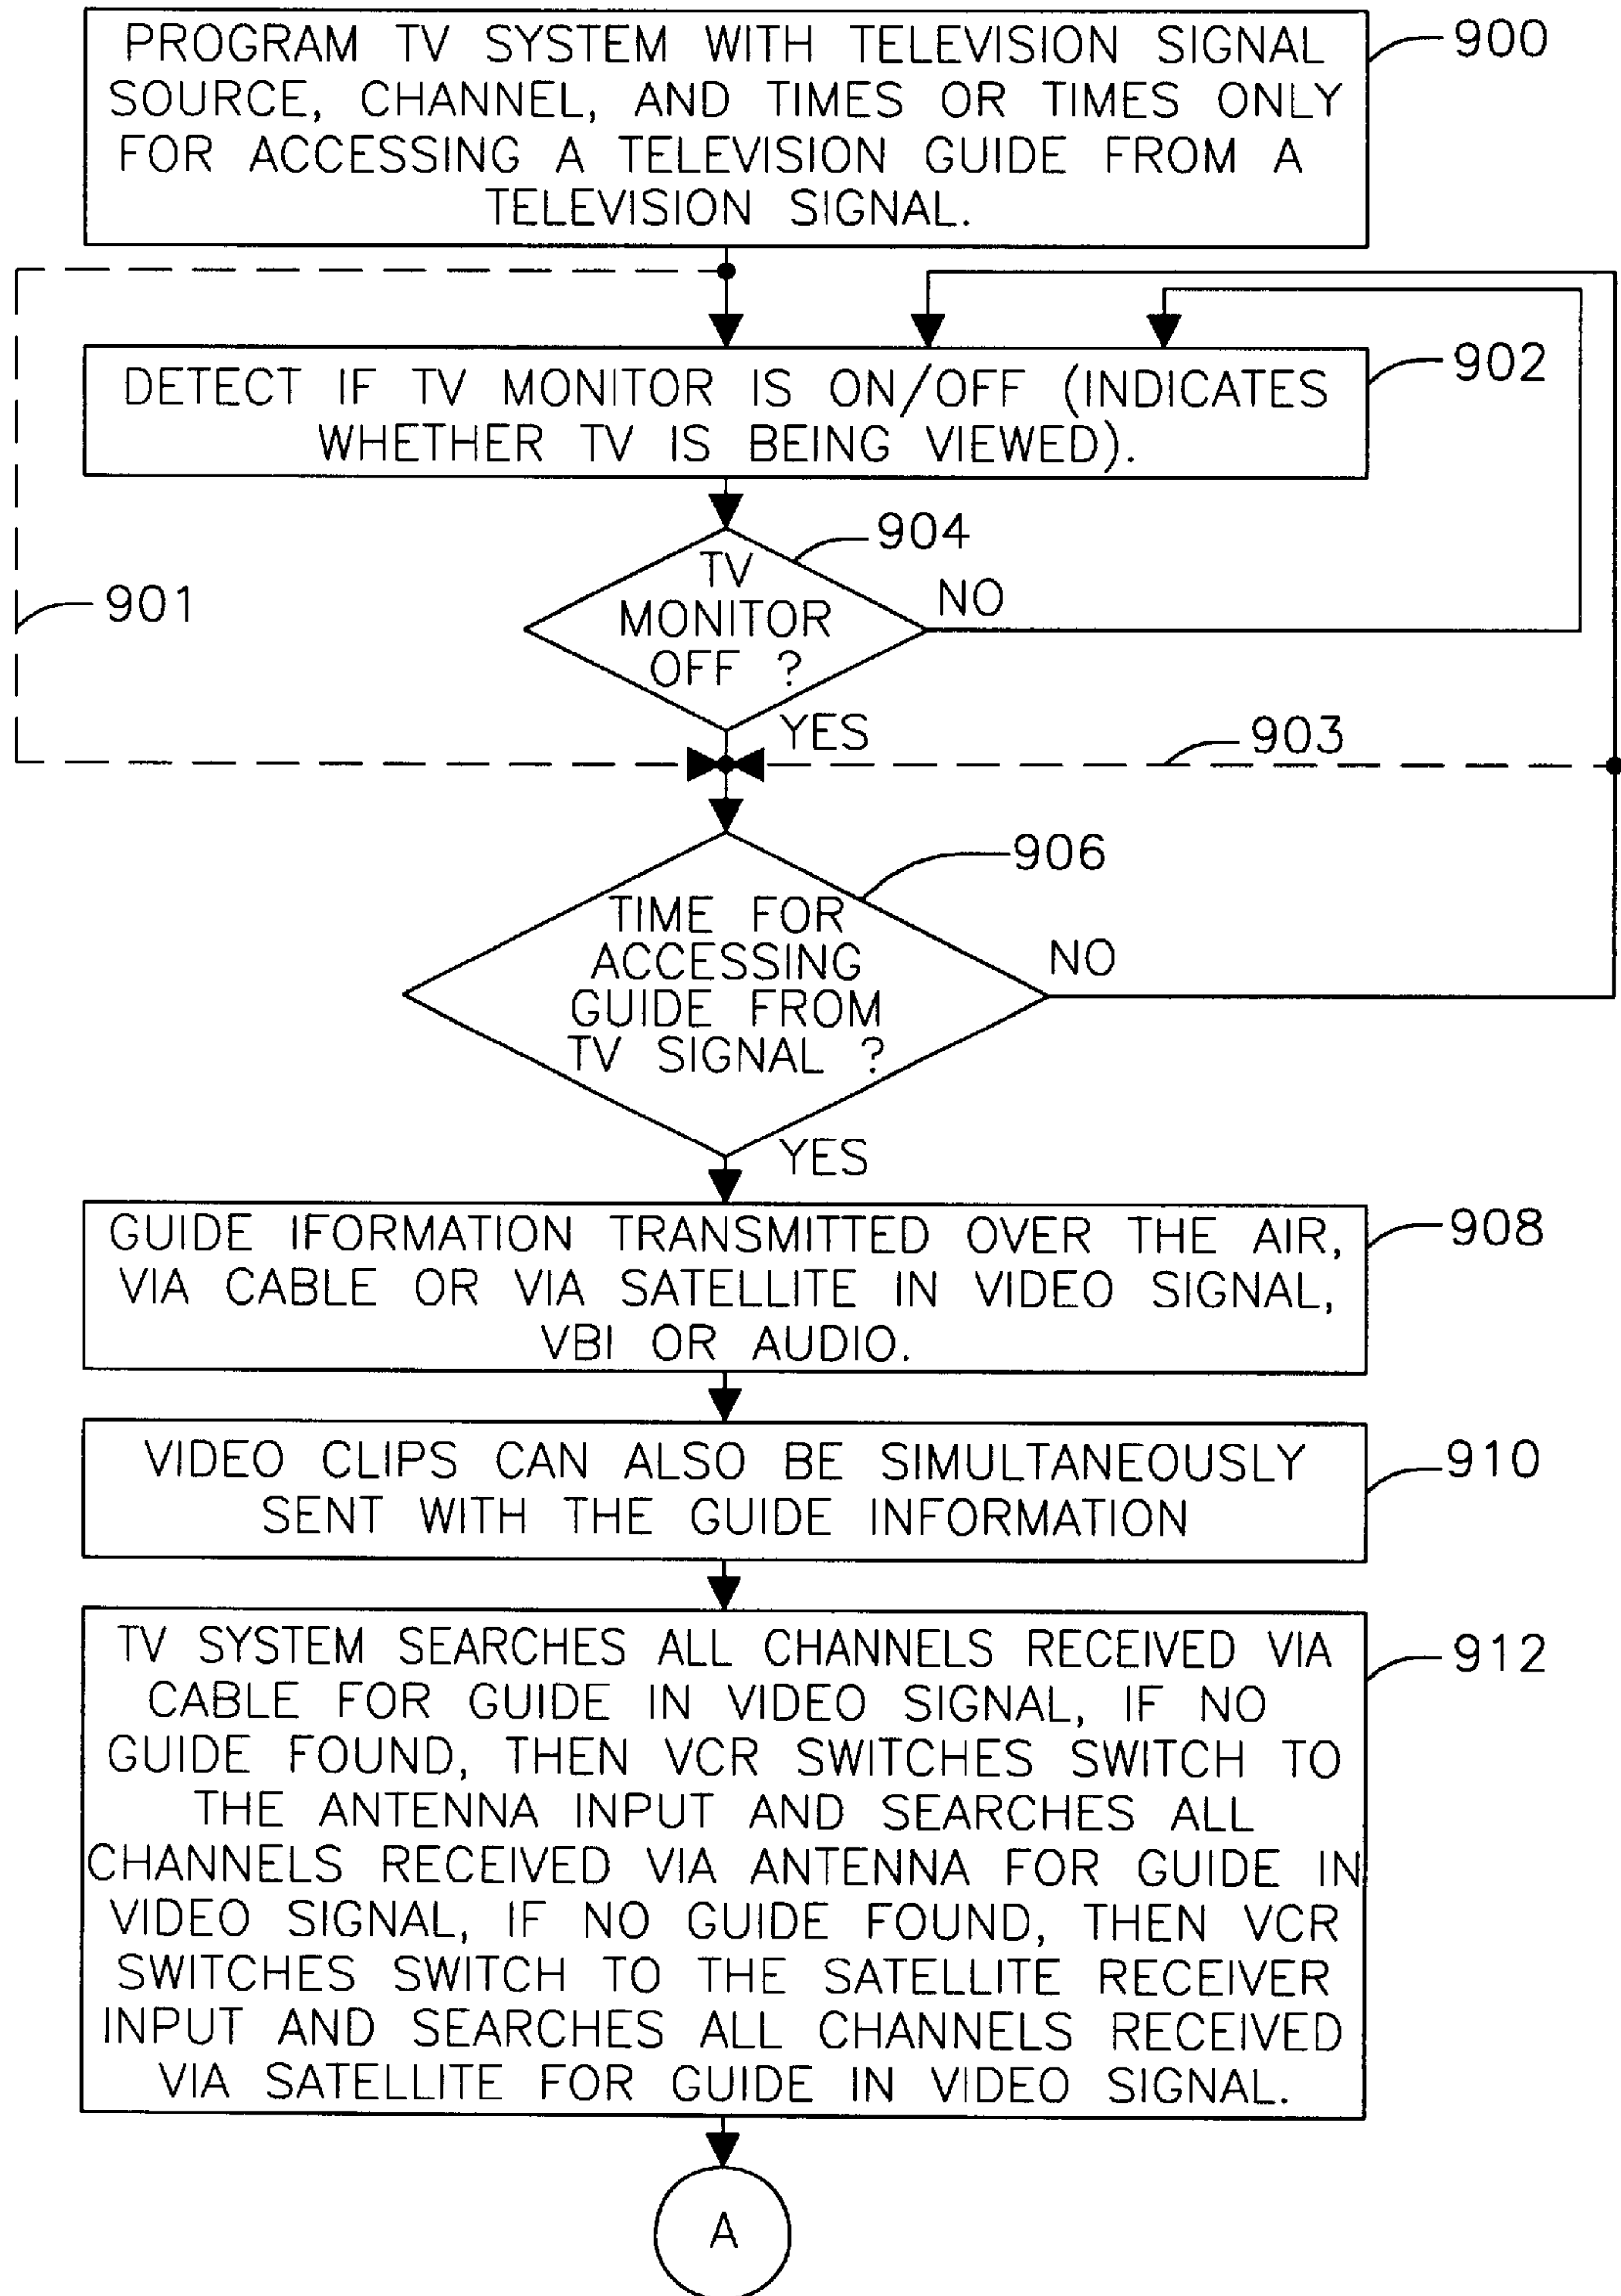 PROGRAM TV SYSTEM WITH TELEVISION SIGNAL
SOURCE, CHANNEL, AND TIMES OR TIMES ONLY
FOR ACCESSING A TELEVISION GUIDE FROM A
TELEVISION SIGNAL.
900
DETECT IF TV MONITOR IS ON/OFF (INDICATES
WHETHER TV IS BEING VIEWED).
902
904
TV
MONITOR
OFF ?
NO
901
YES
903
906
TIME FOR
ACCESSING
GUIDE FROM
TV SIGNAL ?
NO
YES
GUIDE IFORMATION TRANSMITTED OVER THE AIR,
VIA CABLE OR VIA SATELLITE IN VIDEO SIGNAL,
VBI OR AUDIO.
908
VIDEO CLIPS CAN ALSO BE SIMULTANEOUSLY
SENT WITH THE GUIDE INFORMATION
910
TV SYSTEM SEARCHES ALL CHANNELS RECEIVED VIA
CABLE FOR GUIDE IN VIDEO SIGNAL, IF NO
GUIDE FOUND, THEN VCR SWITCHES SWITCH TO
THE ANTENNA INPUT AND SEARCHES ALL
CHANNELS RECEIVED VIA ANTENNA FOR GUIDE IN
VIDEO SIGNAL, IF NO GUIDE FOUND, THEN VCR
SWITCHES SWITCH TO THE SATELLITE RECEIVER
INPUT AND SEARCHES ALL CHANNELS RECEIVED
VIA SATELLITE FOR GUIDE IN VIDEO SIGNAL.
912
A